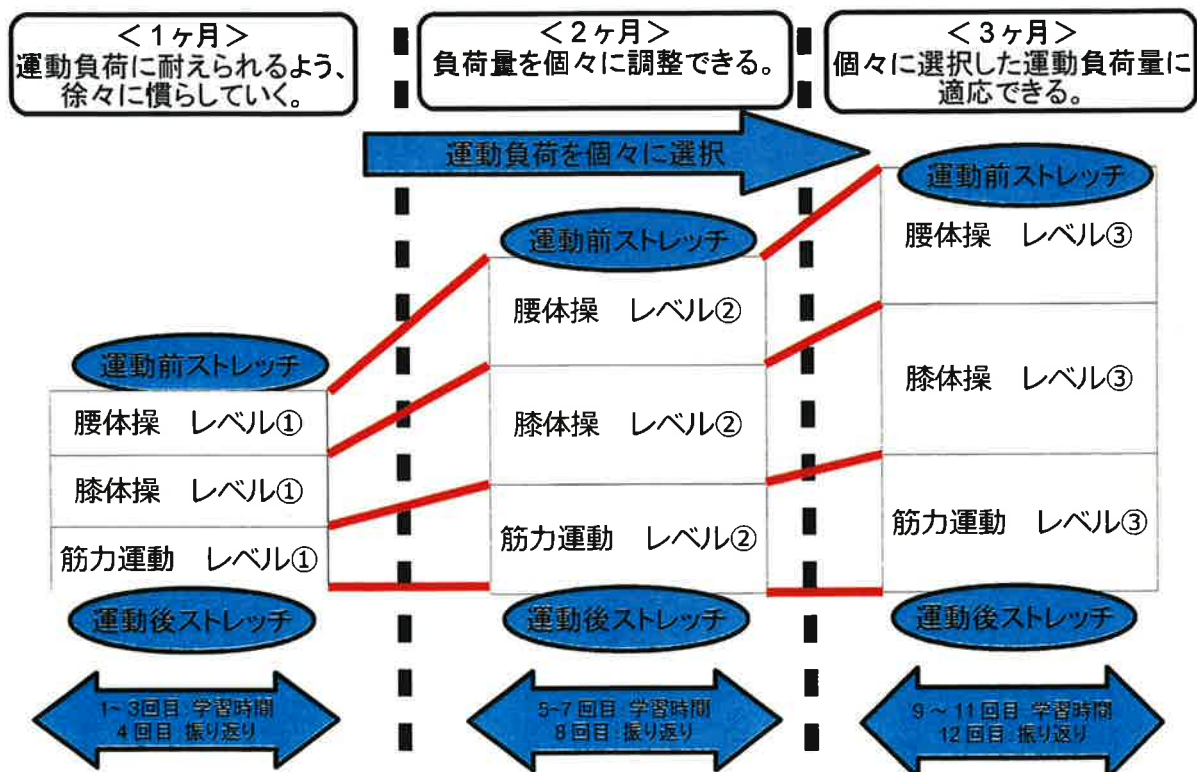 ＜１ヶ月＞
運動負荷に耐えられるよう、
徐々に慣らしていく。
＜２ヶ月＞
負荷量を個々に調整できる。
＜３ヶ月＞
個々に選択した運動負荷量に
適応できる。
運動負荷を個々に選択
運動前ストレッチ
腰体操　レベル①
膝体操　レベル①
筋力運動　レベル①
運動後ストレッチ
1～3回目 学習時間
4回目 振り返り
運動前ストレッチ
腰体操　レベル②
膝体操　レベル②
筋力運動　レベル②
運動後ストレッチ
5~7回目 学習時間
8回目 振り返り
運動前ストレッチ
腰体操　レベル③
膝体操　レベル③
筋力運動　レベル③
運動後ストレッチ
9～11回目 学習時間
12回目 振り返り